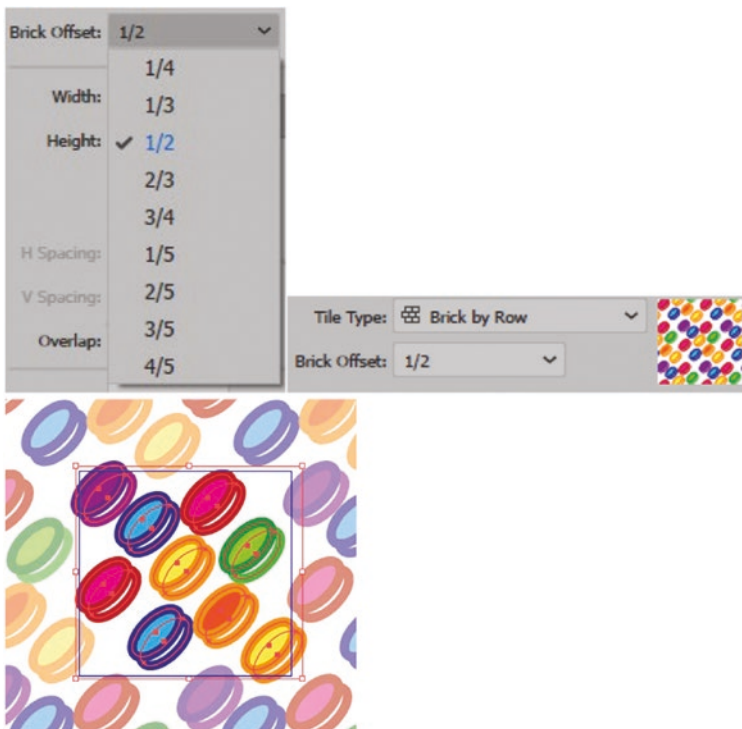 Brick Offset: 1/2
1/4
Width:
1/3
Height: 1/2
2/3
3/4
H Spacing: 1/5
V Spacing: 2/5
Overlap: 3/5
4/5
Tile Type: Brick by Row
Brick Offset: 1/2